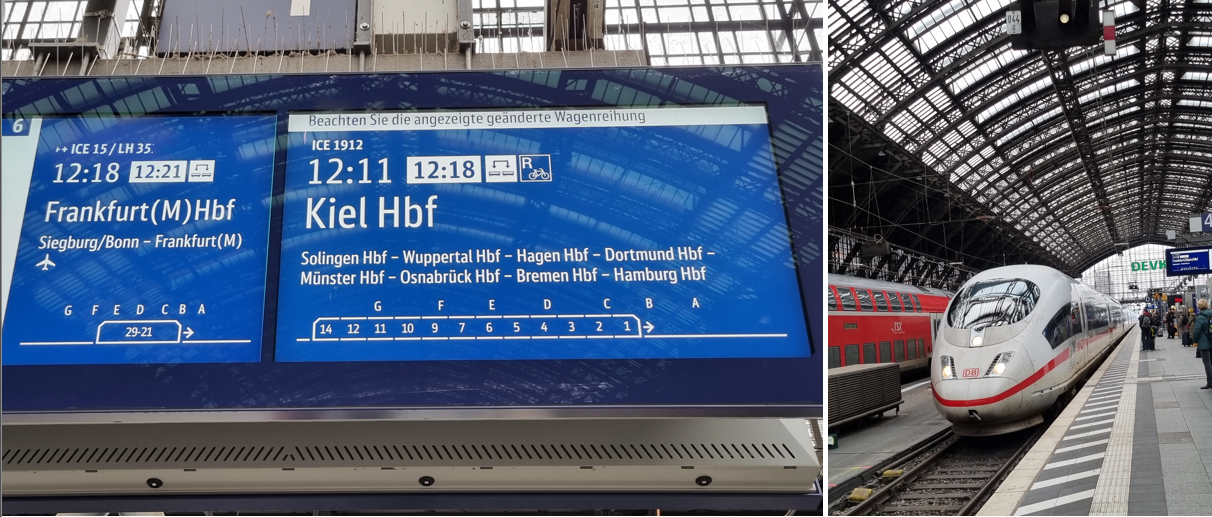 6
ICE 15 / LH 35
12:18 12:21
Frankfurt(M)Hbf
Siegburg/Bonn – Frankfurt(M)
G F E D C B A
29-21
Beachten Sie die angezeigte geänderte Wagenreihung
ICE 1912
12:11 12:18 R
Kiel Hbf
Solingen Hbf – Wuppertal Hbf – Hagen Hbf – Dortmund Hbf –
Münster Hbf – Osnabrück Hbf – Bremen Hbf – Hamburg Hbf
G F E D C B A
14 12 11 10 9 7 6 5 4 3 2 1
044
4
DEVK
DB